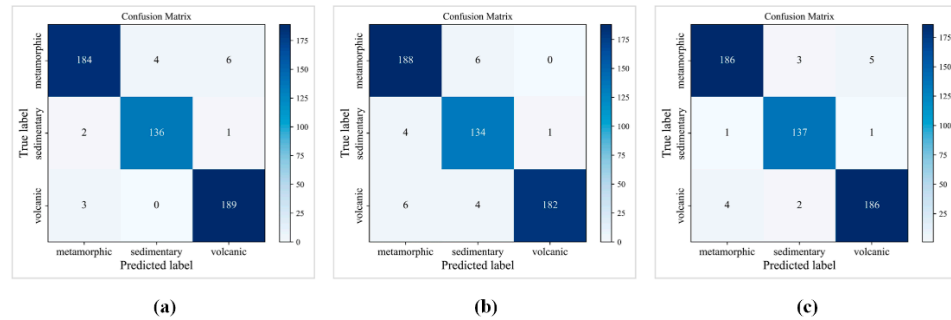 Confusion Matrix
True label
metamorphic
sedimentary
volcanic
184 4 6
2 136 1
3 0 189
metamorphic sedimentary volcanic
Predicted label
175
150
125
100
75
50
25
0
(a)
Confusion Matrix
True label
metamorphic
sedimentary
volcanic
188 6 0
4 134 1
6 4 182
metamorphic sedimentary volcanic
Predicted label
175
150
125
100
75
50
25
0
(b)
Confusion Matrix
True label
metamorphic
sedimentary
volcanic
186 3 5
1 137 1
4 2 186
metamorphic sedimentary volcanic
Predicted label
175
150
125
100
75
50
25
(c)